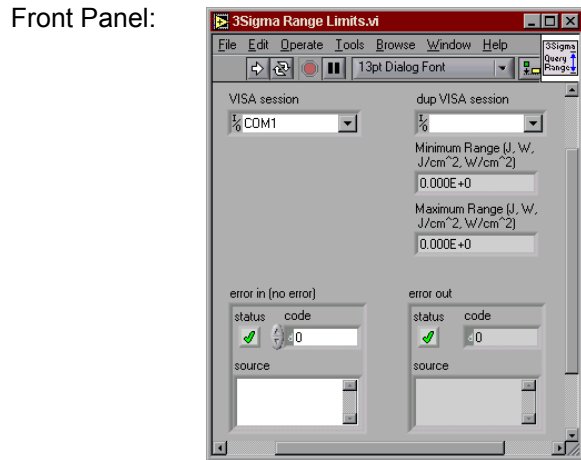 Front Panel:
3Sigma Range Limits.vi
File Edit Operate Tools Browse Window Help
3Sigma
Query
Range
13pt Dialog Font
VISA session
dup VISA session
I/O COM1
I/O
Minimum Range (J, W,
J/cm^2, W/cm^2)
0.000E+0
Maximum Range (J, W,
J/cm^2, W/cm^2)
0.000E+0
error in (no error)
error out
status code
status code
d 0
d 0
source
source